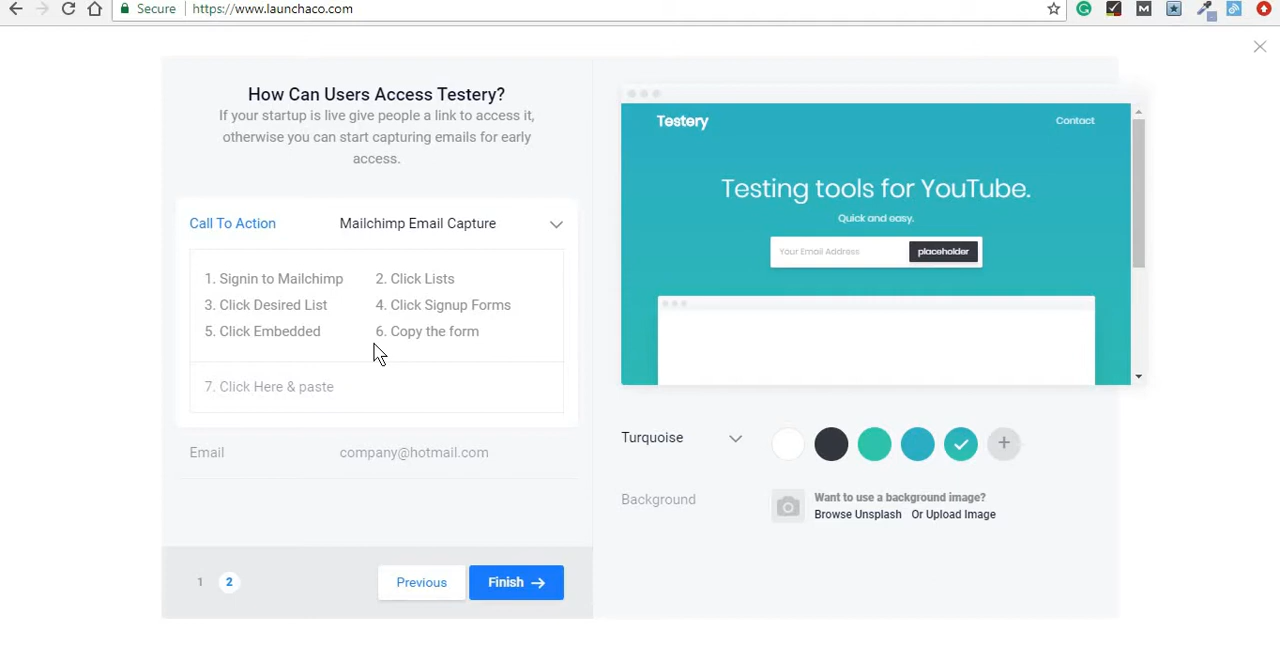 Secure
https://www.launchaco.com
How Can Users Access Testery?
If your startup is live give people a link to access it,
otherwise you can start capturing emails for early
access.
Call To Action
Mailchimp Email Capture
1. Signin to Mailchimp
2. Click Lists
3. Click Desired List
4. Click Signup Forms
5. Click Embedded
6. Copy the form
7. Click Here & paste
Email
company@hotmail.com
1
2
Previous
Finish
Testery
Contact
Testing tools for YouTube.
Quick and easy.
Your Email Address
placeholder
Turquoise
Background
Want to use a background image?
Browse Unsplash
Or Upload Image